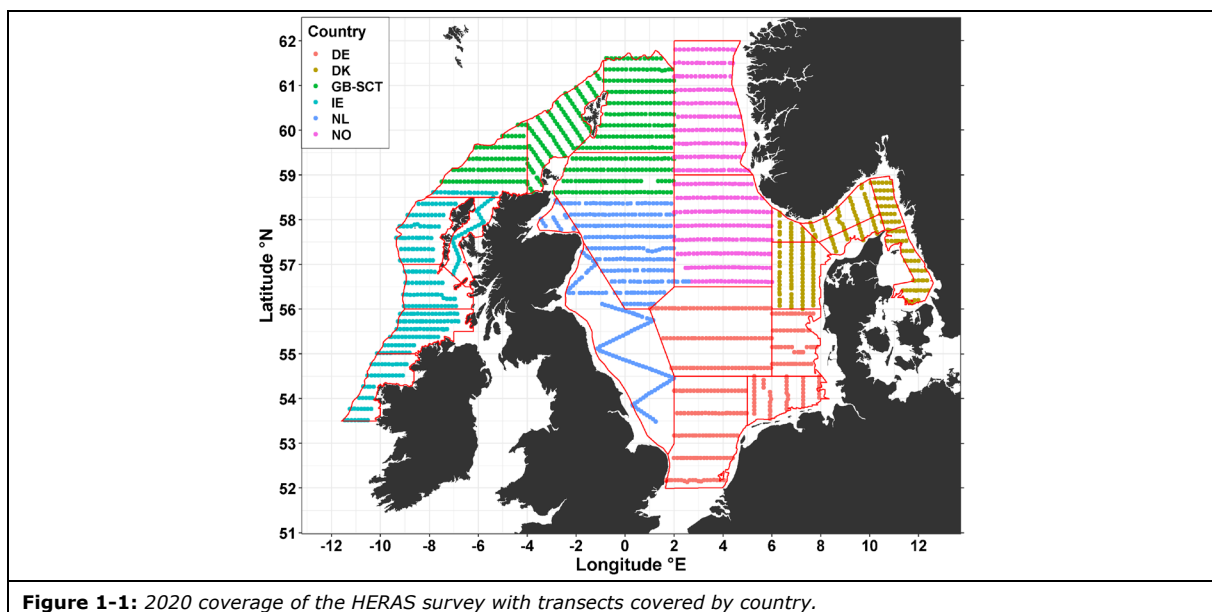 Country
DE
DK
GB-SCT
IE
NL
NO
Latitude °N
62
61
60
59
58
57
56
55
54
53
52
51
-12 -10 -8 -6 -4 -2 0 2 4 6 8 10 12
Longitude °E
Figure 1-1: 2020 coverage of the HERAS survey with transects covered by country.